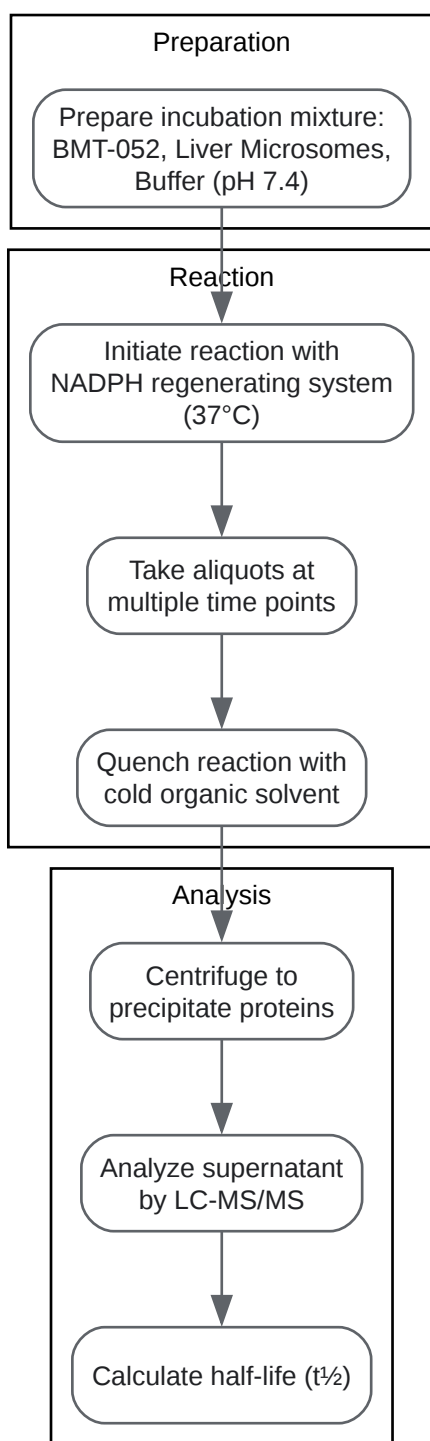 Preparation
Prepare incubation mixture:
BMT-052, Liver Microsomes,
Buffer (pH 7.4)
Reaction
Initiate reaction with
NADPH regenerating system
(37°C)
Take aliquots at
multiple time points
Quench reaction with
cold organic solvent
Analysis
Centrifuge to
precipitate proteins
Analyze supernatant
by LC-MS/MS
Calculate half-life (t½)